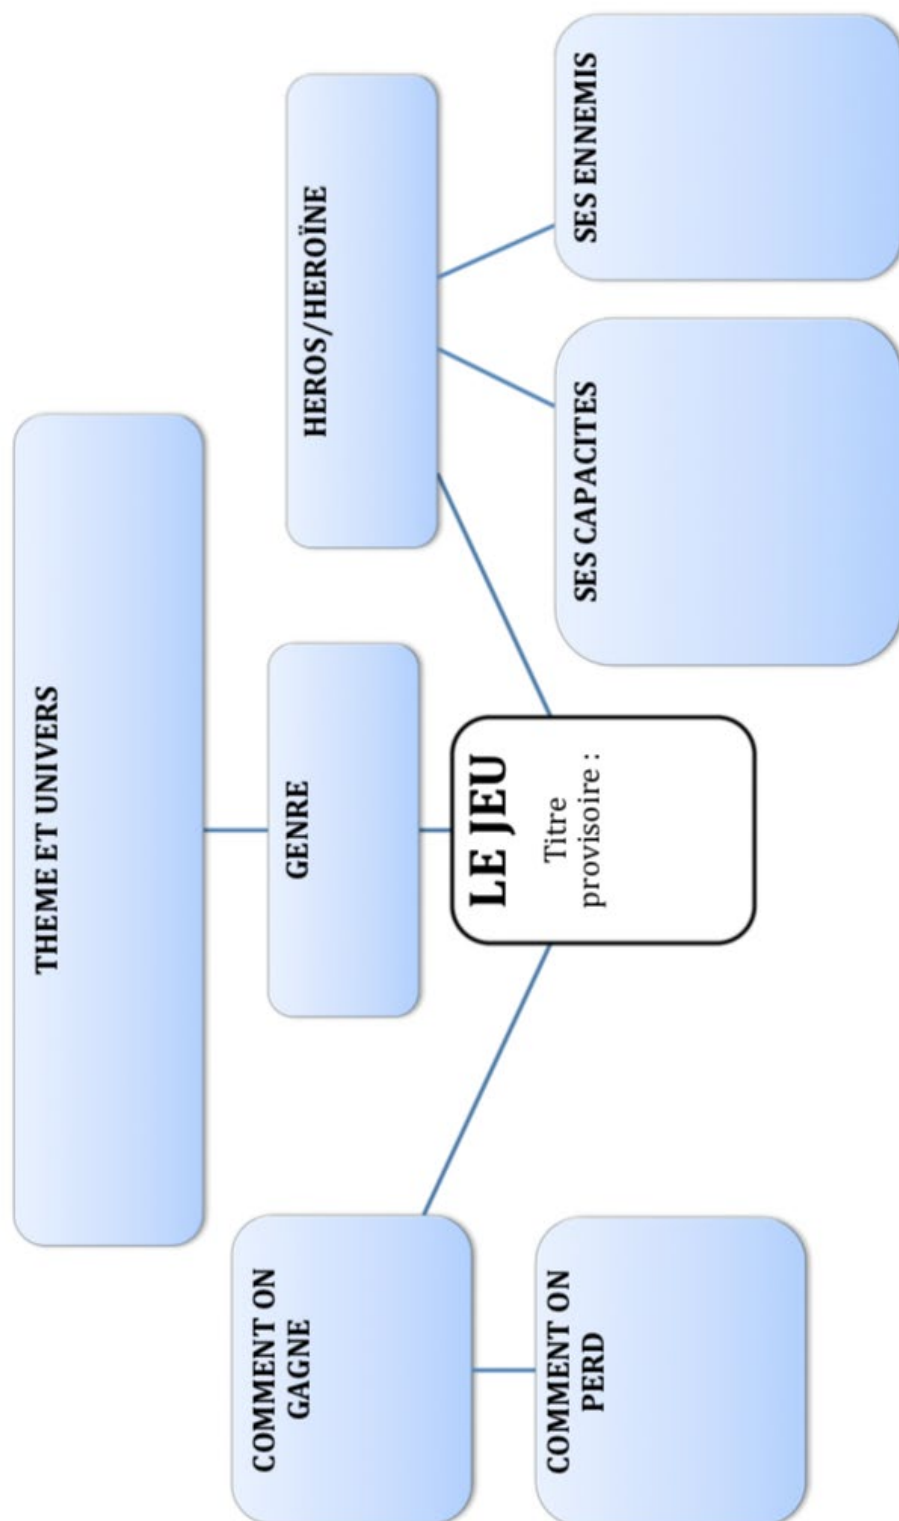 THEME ET UNIVERS
GENRE
HEROS/HEROÏNE
COMMENT ON
GAGNE
LE JEU
Titre
provisoire :
COMMENT ON
PERD
SES CAPACITES
SES ENNEMIS